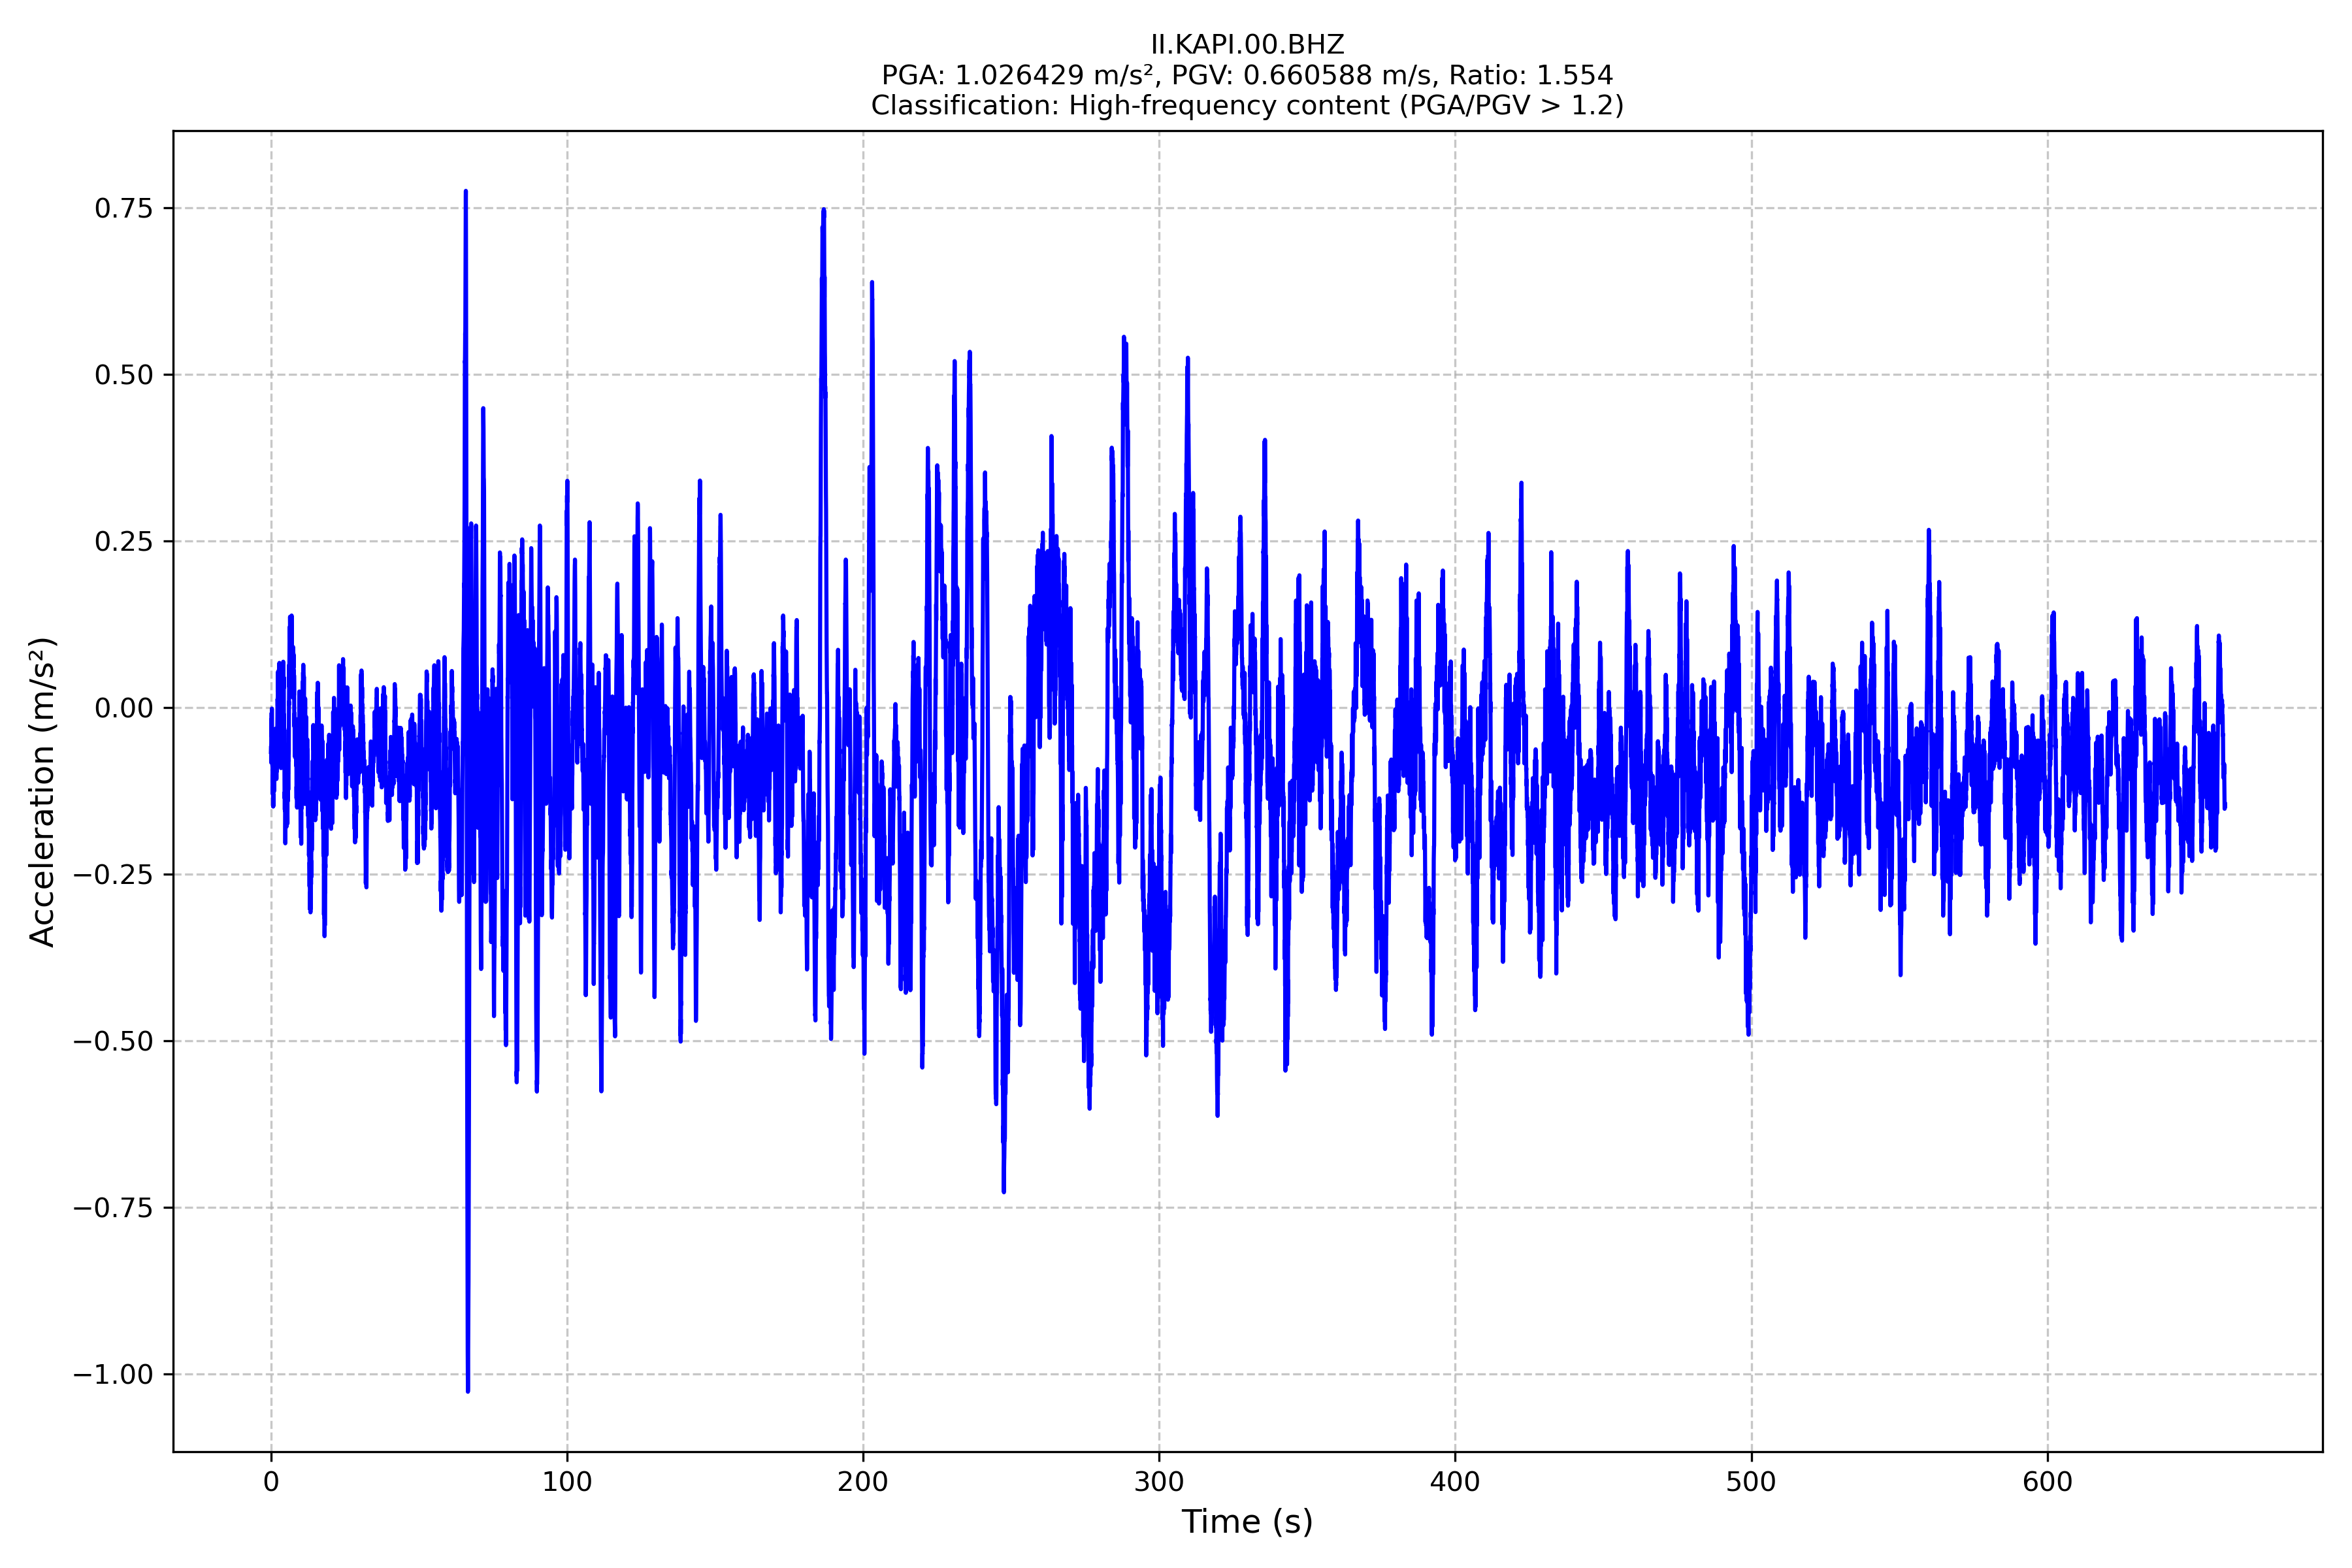 II.KAPI.00.BHZ
PGA: 1.026429 m/s², PGV: 0.660588 m/s, Ratio: 1.554
Classification: High-frequency content (PGA/PGV > 1.2)
Acceleration (m/s²)
0.75
0.50
0.25
0.00
−0.25
−0.50
−0.75
−1.00
0 100 200 300 400 500 600
Time (s)